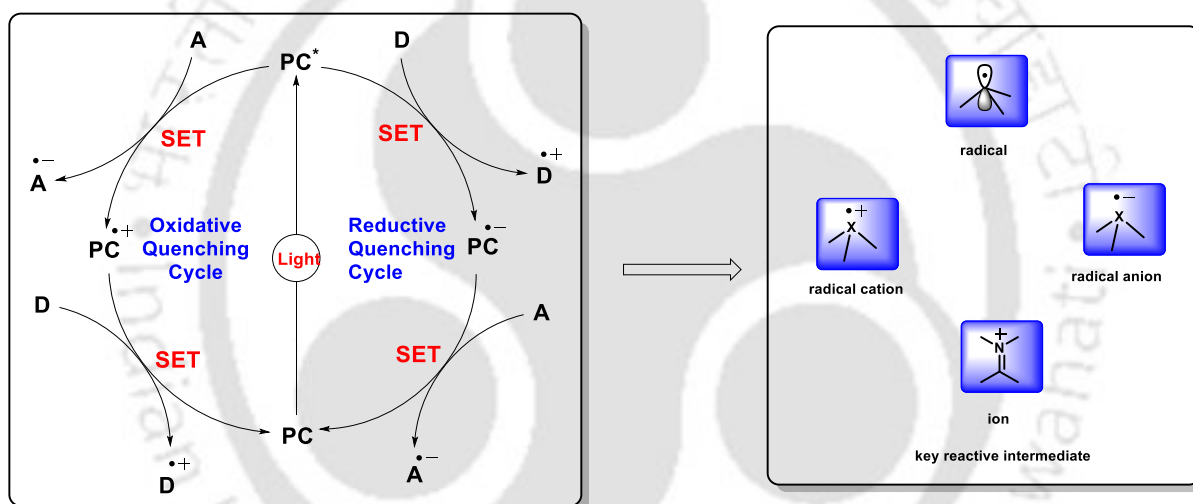 A
PC*
D
SET
SET
A•−
D•+
PC•+
Oxidative
Quenching
Cycle
Light
Reductive
Quenching
Cycle
PC•−
D
A
SET
SET
PC
D•+
A•−
•
radical
•+
X
radical cation
•−
X
radical anion
+
N
ion
key reactive intermediate